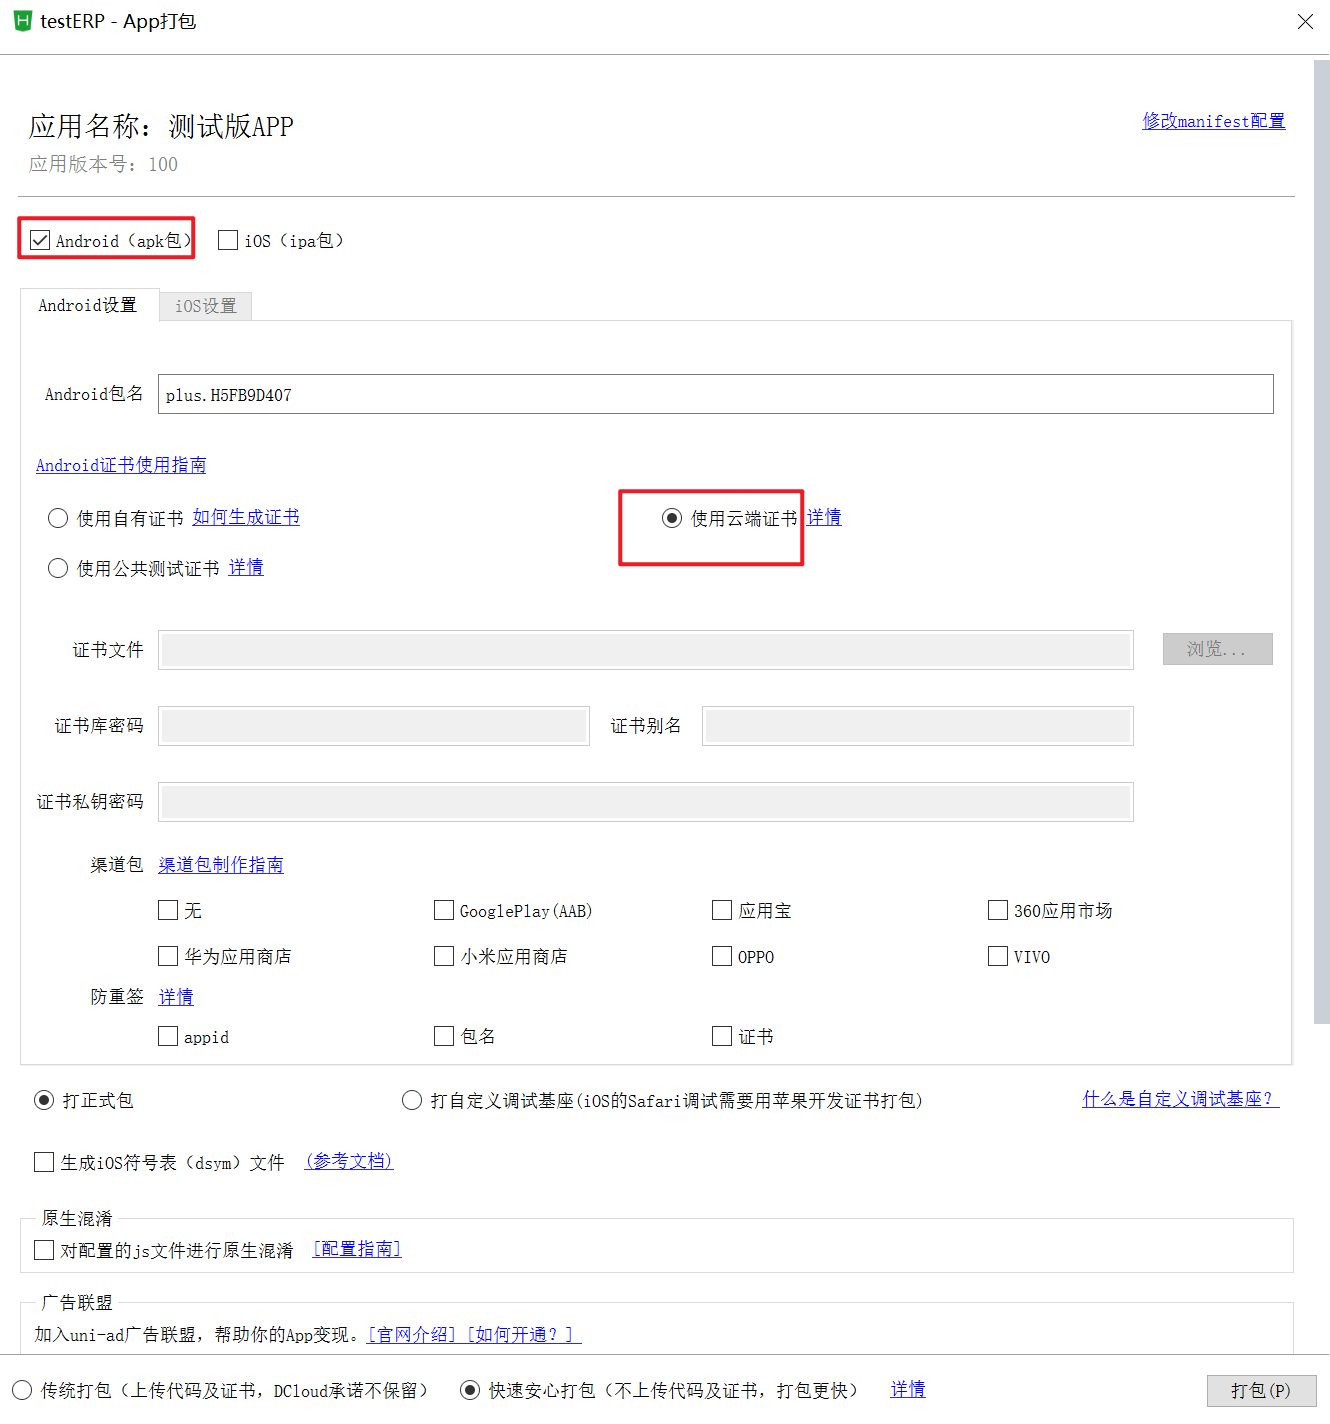 testERP - App打包
应用名称：测试版APP
修改manifest配置
应用版本号：100
Android（apk包） iOS（ipa包）
Android设置 iOS设置
Android包名 plus.H5FB9D407
Android证书使用指南
使用自有证书 如何生成证书 使用云端证书 详情
使用公共测试证书 详情
证书文件 浏览...
证书库密码 证书别名
证书私钥密码
渠道包 渠道包制作指南
无 GooglePlay(AAB) 应用宝 360应用市场
华为应用商店 小米应用商店 OPPO VIVO
防重签 详情
appid 包名 证书
打正式包 打自定义调试基座(iOS的Safari调试需要用苹果开发证书打包) 什么是自定义调试基座?
生成iOS符号表（dsym）文件 (参考文档)
原生混淆
对配置的js文件进行原生混淆 [配置指南]
广告联盟
加入uni-ad广告联盟，帮助你的App变现。[官网介绍] [如何开通? ]
传统打包（上传代码及证书，DCloud承诺不保留） 快速安心打包（不上传代码及证书，打包更快） 详情 打包(P)